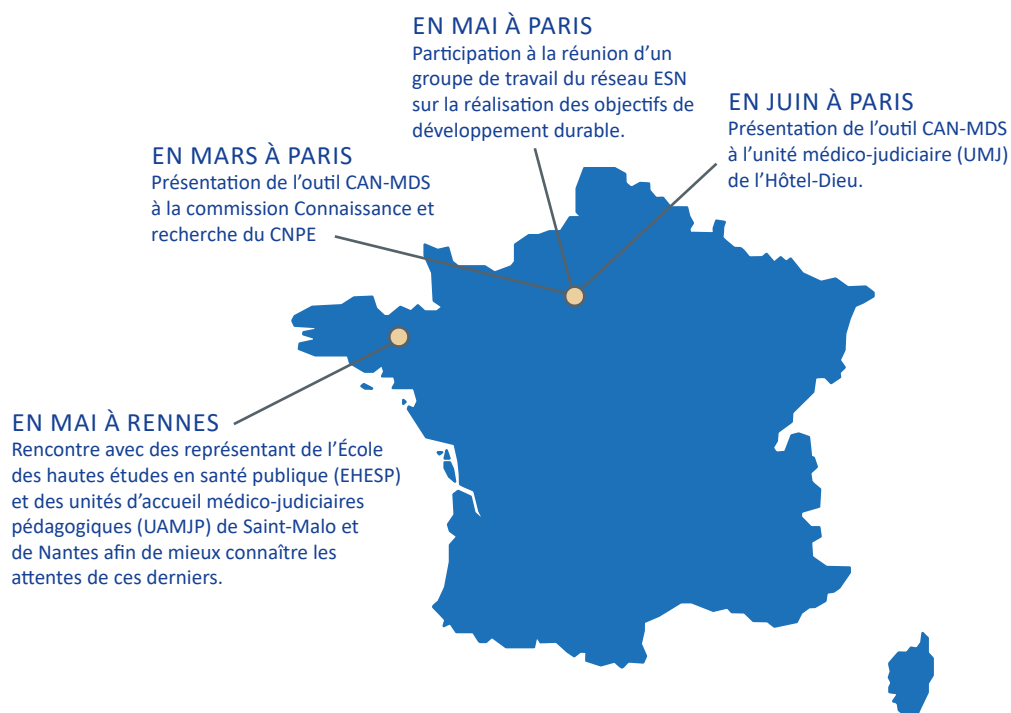 EN MAI À PARIS
Participation à la réunion d’un
groupe de travail du réseau ESN
sur la réalisation des objectifs de
développement durable.
EN JUIN À PARIS
Présentation de l’outil CAN-MDS
à l’unité médico-judiciaire (UMJ)
de l’Hôtel-Dieu.
EN MARS À PARIS
Présentation de l’outil CAN-MDS
à la commission Connaissance et
recherche du CNPE
EN MAI À RENNES
Rencontre avec des représentant de l’École
des hautes études en santé publique (EHESP)
et des unités d’accueil médico-judiciaires
pédagogiques (UAMJP) de Saint-Malo et
de Nantes afin de mieux connaître les
attentes de ces derniers.